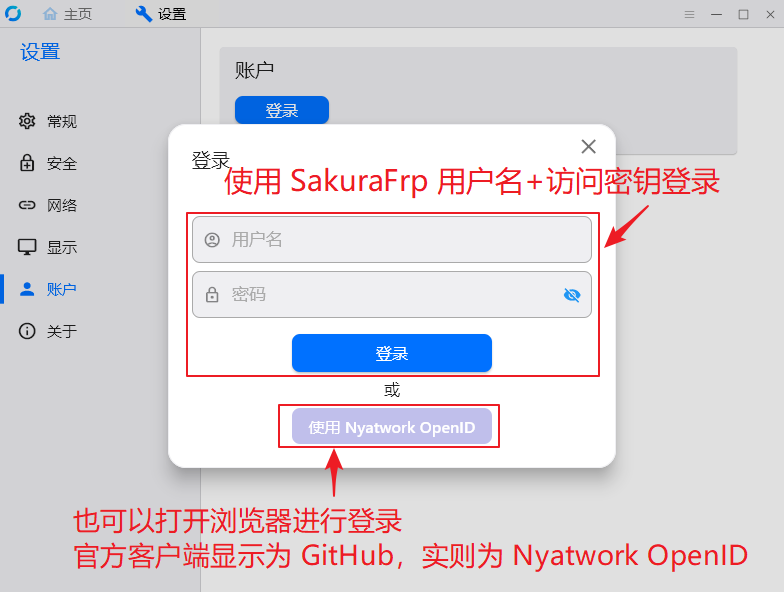 主页
设置
设置
常规
安全
网络
显示
账户
关于
账户
登录
登录
使用 SakuraFrp 用户名+访问密钥登录
用户名
密码
登录
或
使用 Nyatwork OpenID
也可以打开浏览器进行登录
官方客户端显示为 GitHub，实则为 Nyatwork OpenID